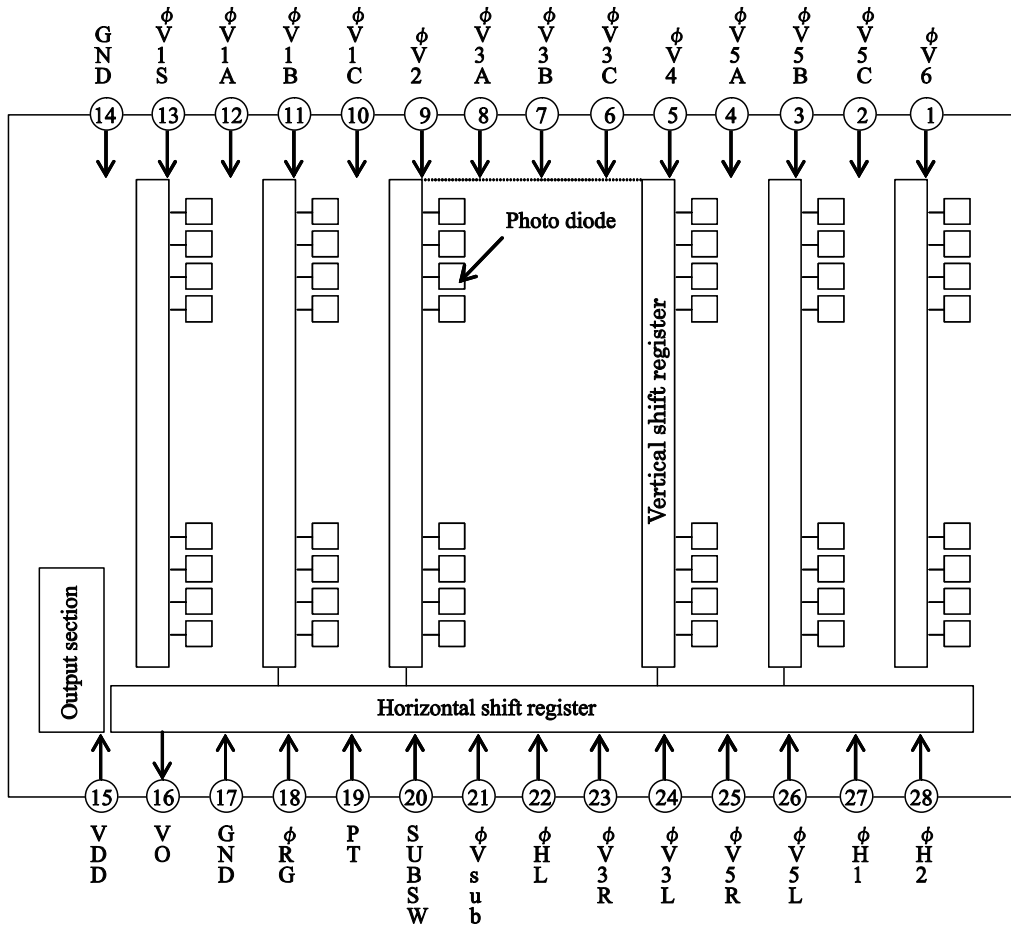 GND
ϕV1S
ϕV1A
ϕV1B
ϕV1C
ϕV2
ϕV3A
ϕV3B
ϕV3C
ϕV4
ϕV5A
ϕV5B
ϕV5C
ϕV6
14 13 12 11 10 9 8 7 6 5 4 3 2 1
Photo diode
Vertical shift register
Output section
Horizontal shift register
15 16 17 18 19 20 21 22 23 24 25 26 27 28
VDD
VO
GND
ϕRG
PT
SUBSW
ϕVsub
ϕHL
ϕV3R
ϕV3L
ϕV5R
ϕV5L
ϕH1
ϕH2